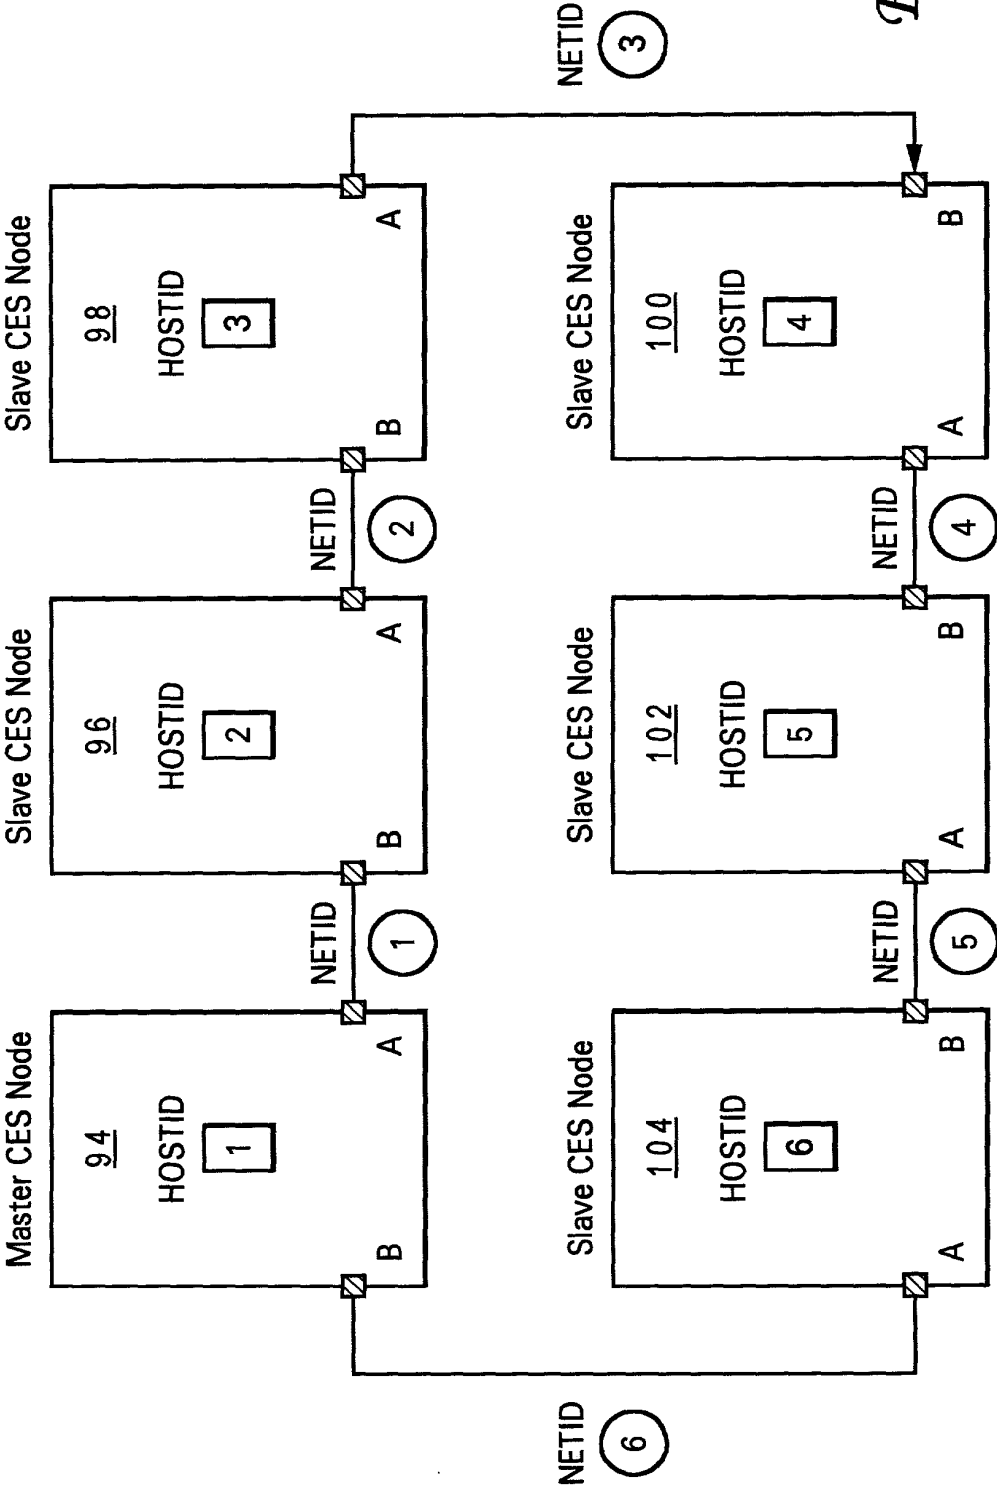 Master CES Node
94
HOSTID
1
B
A
NETID
1
Slave CES Node
96
HOSTID
2
B
A
NETID
2
Slave CES Node
98
HOSTID
3
B
A
NETID
3
Slave CES Node
104
HOSTID
6
A
B
NETID
5
Slave CES Node
102
HOSTID
5
A
B
NETID
4
Slave CES Node
100
HOSTID
4
A
B
NETID
6